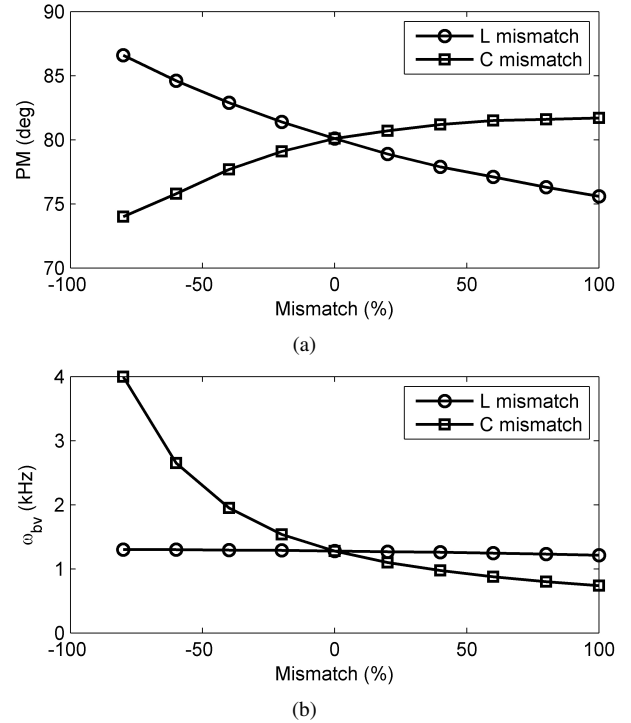 90
85
80
75
70
PM (deg)
L mismatch
C mismatch
-100
-50
0
50
100
Mismatch (%)
(a)
4
3
2
1
0
ω_bv (kHz)
L mismatch
C mismatch
-100
-50
0
50
100
Mismatch (%)
(b)